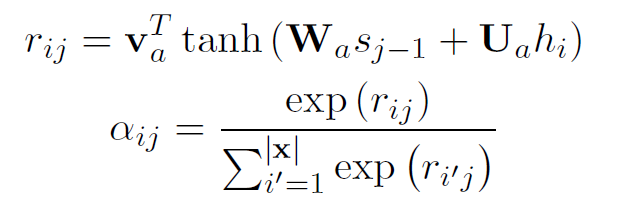 r_{ij} = \mathbf{v}_a^T \tanh \left( \mathbf{W}_a s_{j-1} + \mathbf{U}_a h_i \right)
\alpha_{ij} = \frac{\exp \left( r_{ij} \right)}{\sum_{i'=1}^{|\mathbf{x}|} \exp \left( r_{i'j} \right)}